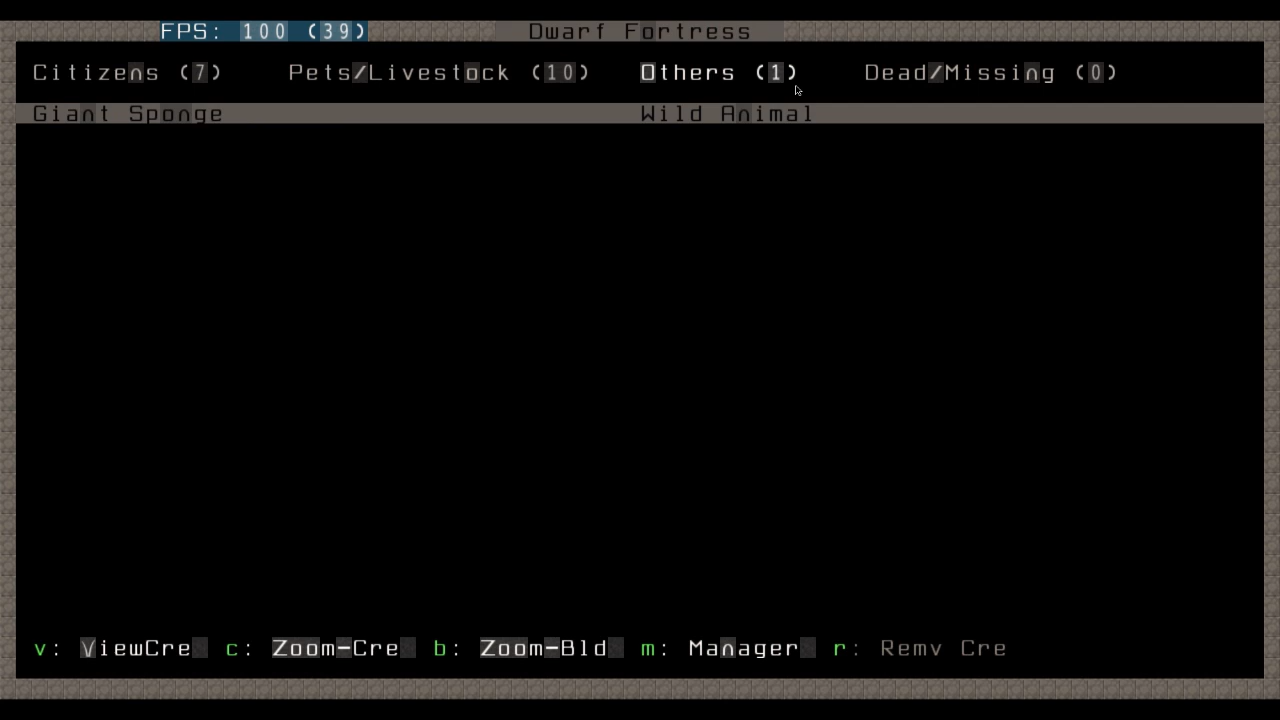 FPS: 100 (39) Dwarf Fortress
Citizens (7) Pets/Livestock (10) Others (1) Dead/Missing (0)
Giant Sponge Wild Animal
v: ViewCre c: Zoom-Cre b: Zoom-Bld m: Manager r: Remv Cre